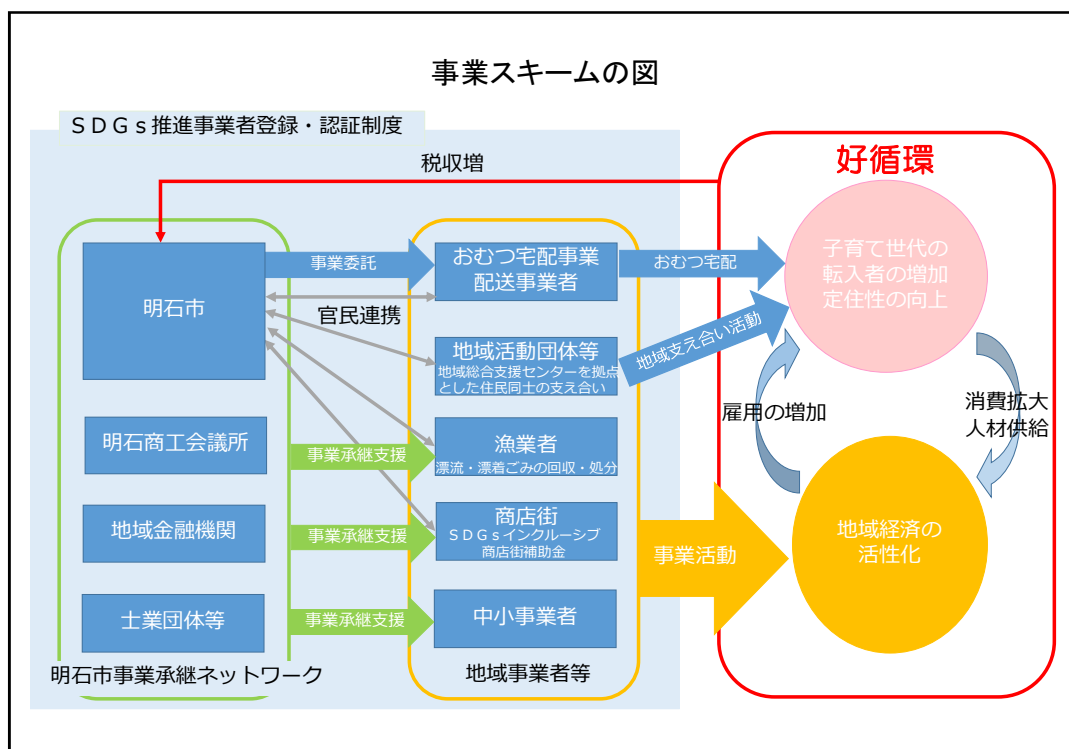 事業スキームの図
SDGs推進事業者登録・認証制度
税収増
好循環
明石市
事業委託
官民連携
おむつ宅配事業
配送事業者
おむつ宅配
子育て世代の
転入者の増加
定住性の向上
地域活動団体等
地域総合支援センターを拠点
とした住民同士の支え合い
地域支え合い活動
雇用の増加
消費拡大
人材供給
明石商工会議所
事業承継支援
漁業者
漂流・漂着ごみの回収・処分
地域金融機関
事業承継支援
商店街
SDGsインクルーシブ
商店街補助金
事業活動
地域経済の
活性化
士業団体等
事業承継支援
中小事業者
明石市事業承継ネットワーク
地域事業者等